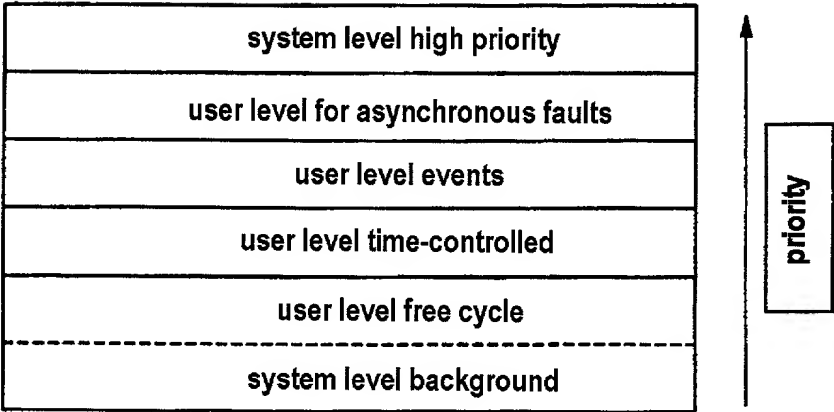 system level high priority
user level for asynchronous faults
user level events
user level time-controlled
user level free cycle
system level background
priority